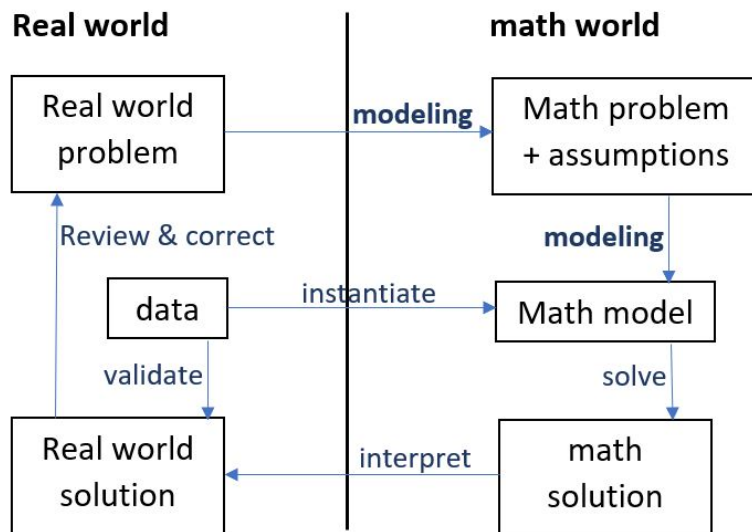 Real world
math world
Real world
problem
modeling
Math problem
+ assumptions
Review & correct
modeling
data
instantiate
Math model
validate
solve
Real world
solution
interpret
math
solution